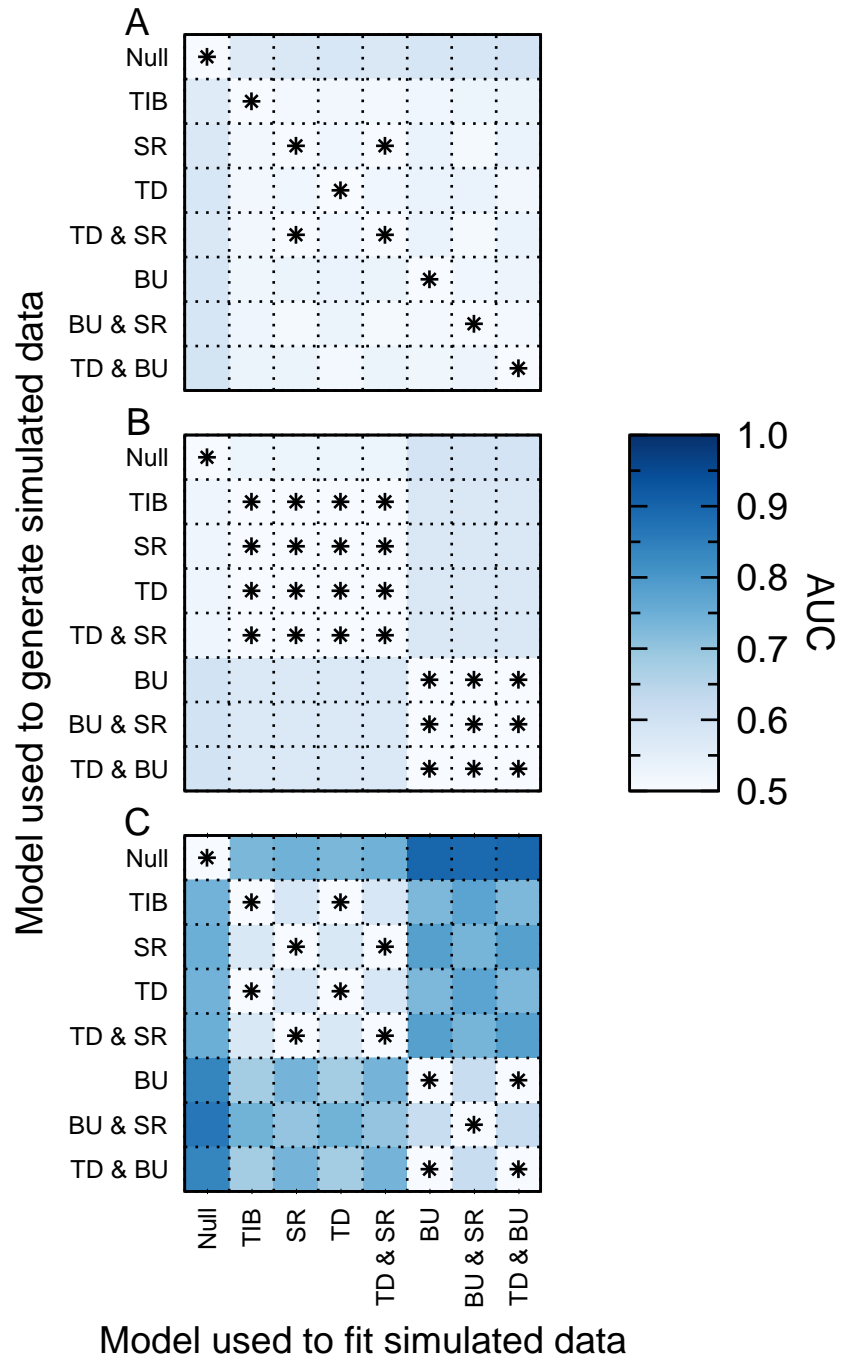 A
Null
TIB
SR
TD
TD & SR
BU
BU & SR
TD & BU
Model used to generate simulated data
B
Null
TIB
SR
TD
TD & SR
BU
BU & SR
TD & BU
1.0
0.9
0.8
0.7
0.6
0.5
AUC
C
Null
TIB
SR
TD
TD & SR
BU
BU & SR
TD & BU
Null
TIB
SR
TD
TD & SR
BU
BU & SR
TD & BU
Model used to fit simulated data